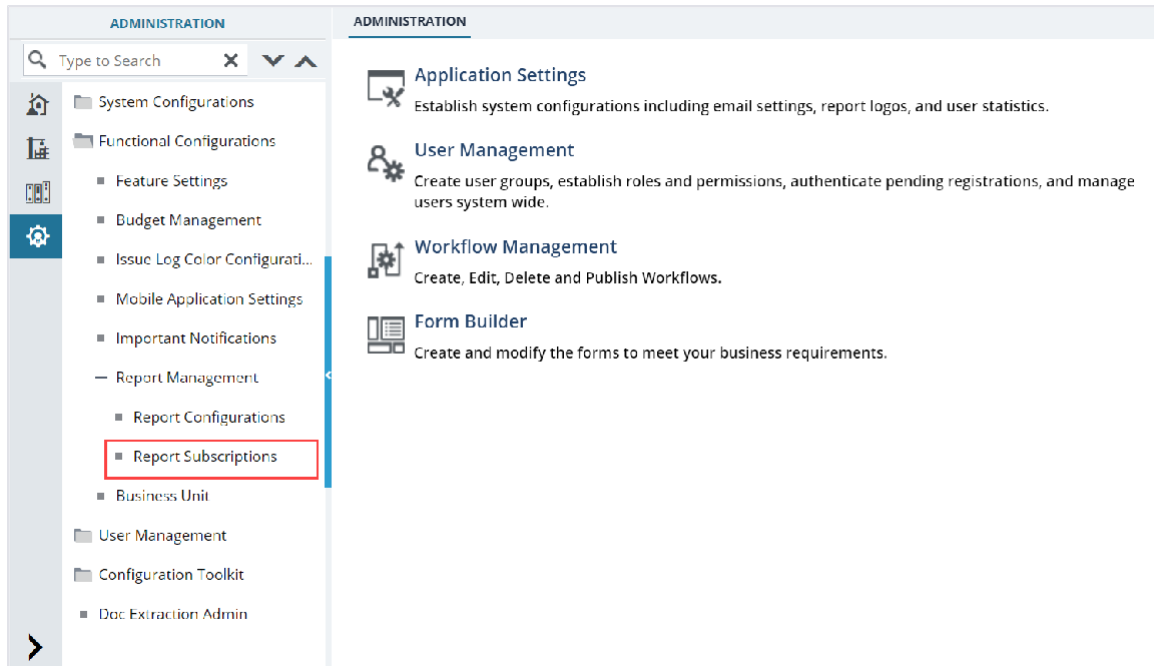 ADMINISTRATION
Type to Search
System Configurations
Functional Configurations
Feature Settings
Budget Management
Issue Log Color Configurati...
Mobile Application Settings
Important Notifications
Report Management
Report Configurations
Report Subscriptions
Business Unit
User Management
Configuration Toolkit
Doc Extraction Admin
ADMINISTRATION
Application Settings
Establish system configurations including email settings, report logos, and user statistics.
User Management
Create user groups, establish roles and permissions, authenticate pending registrations, and manage
users system wide.
Workflow Management
Create, Edit, Delete and Publish Workflows.
Form Builder
Create and modify the forms to meet your business requirements.